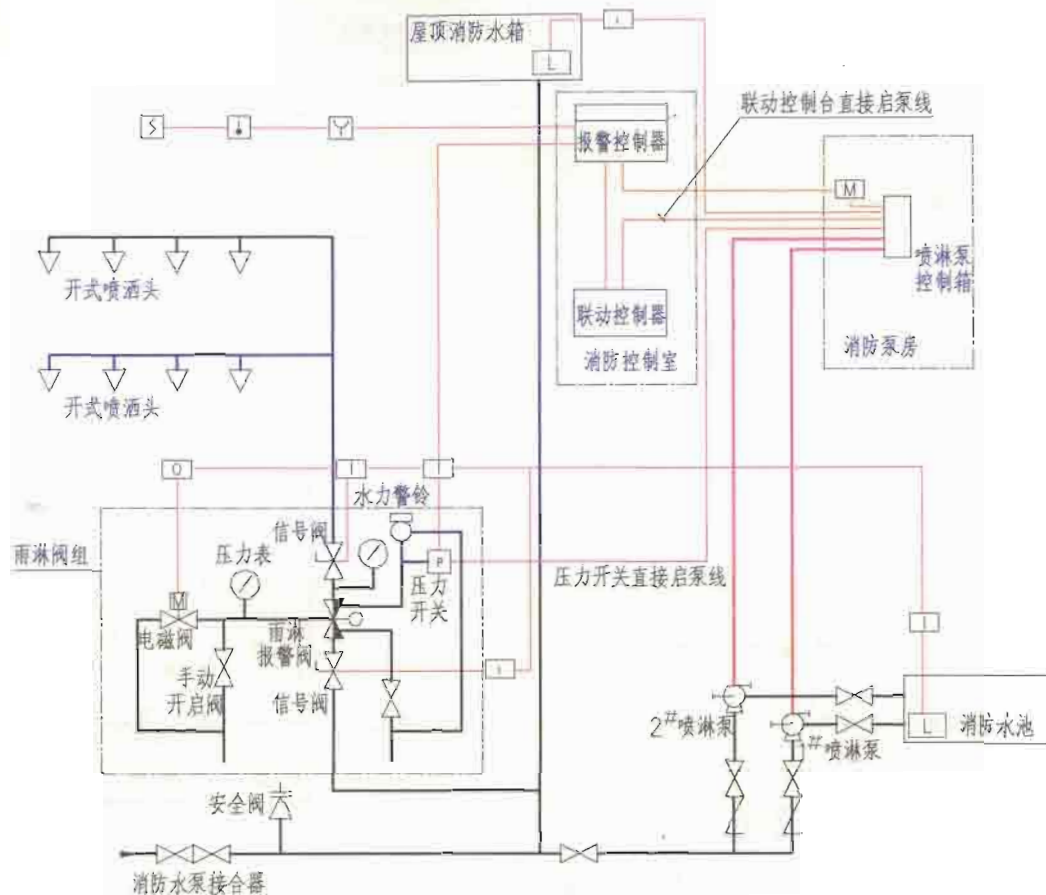 屋顶消防水箱
I
L
联动控制台直接启泵线
报警控制器
M
喷淋泵
控制箱
联动控制器
消防控制室
消防泵房
开式喷洒头
开式喷洒头
O
I
I
水力警铃
信号阀
雨淋阀组
压力表
P
压力
开关
压力开关直接启泵线
M
电磁阀
雨淋
报警阀
I
I
手动
开启阀
信号阀
2#喷淋泵
1#喷淋泵
L
消防水池
安全阀
消防水泵接合器